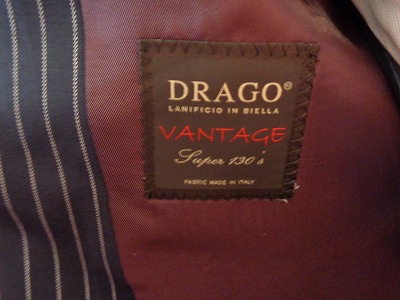 DRAGO®
LANIFICIO IN BIELLA
VANTAGE
Super 130's
FABRIC MADE IN ITALY